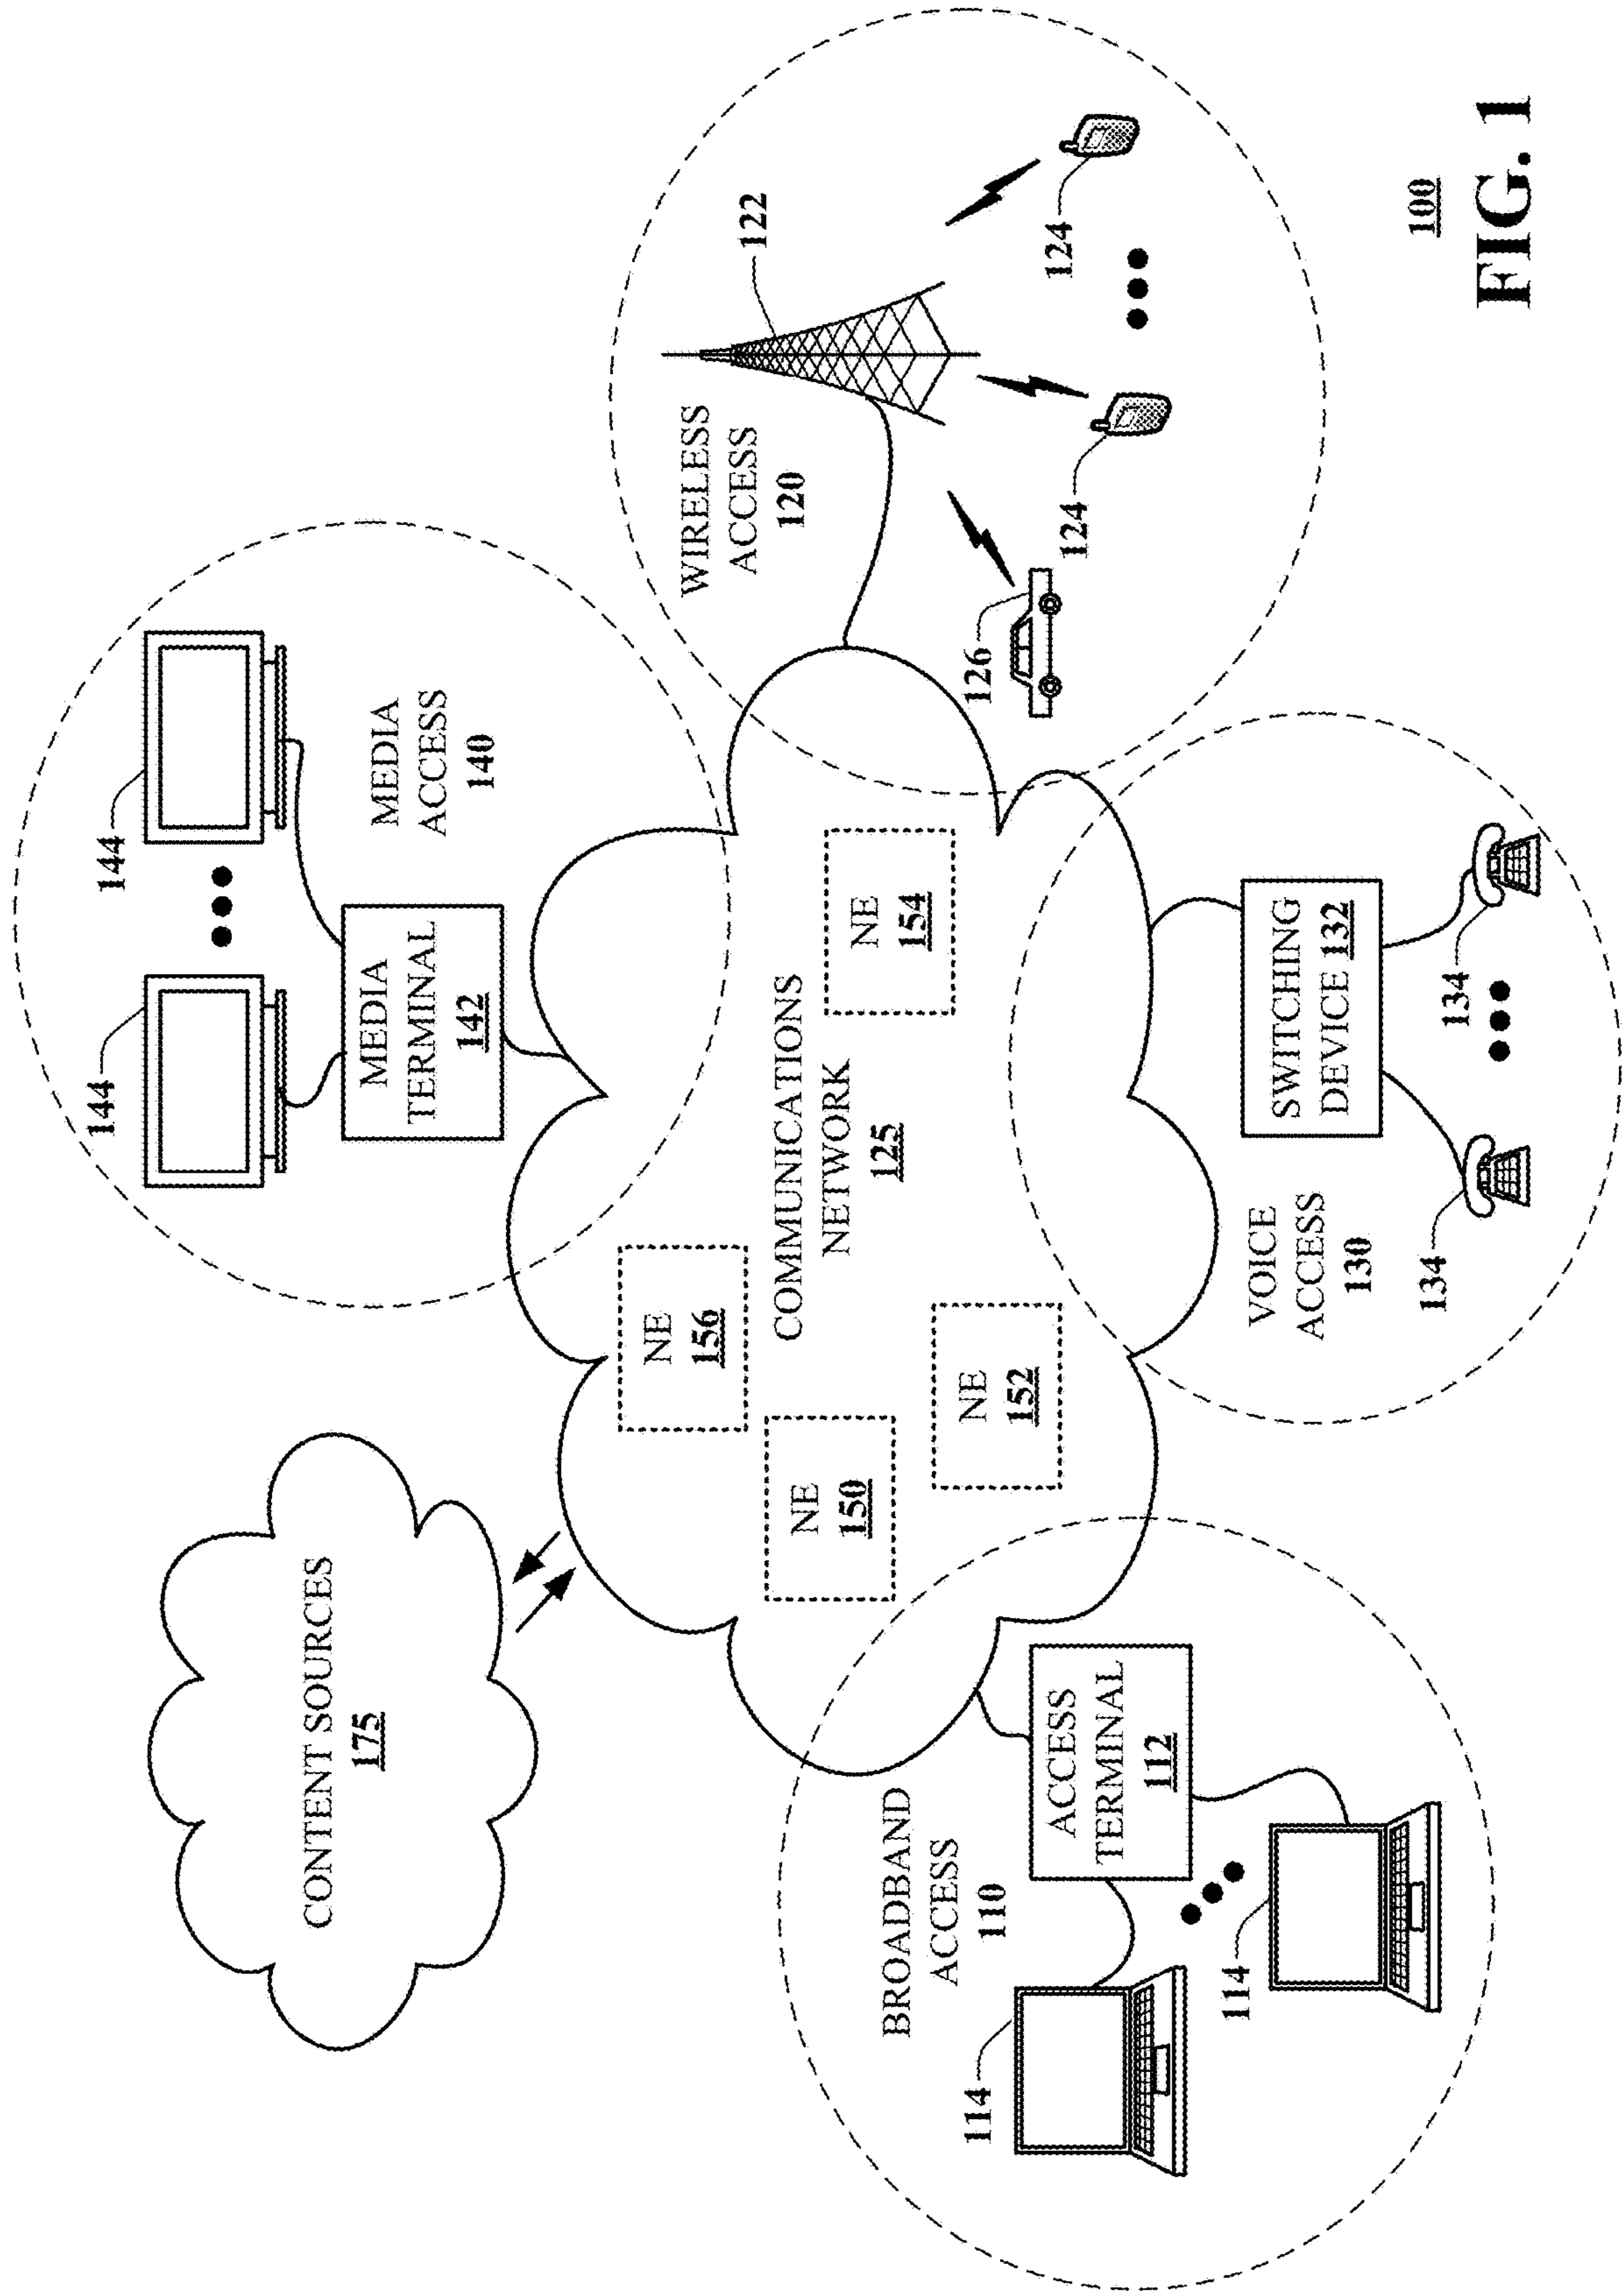 CONTENT SOURCES
175
144
144
MEDIA
TERMINAL
142
MEDIA
ACCESS
140
NE
156
NE
150
NE
152
NE
154
COMMUNICATIONS
NETWORK
125
WIRELESS
ACCESS
120
122
126
124
124
BROADBAND
ACCESS
110
ACCESS
TERMINAL
112
114
114
VOICE
ACCESS
130
SWITCHING
DEVICE 132
134
134
100
FIG. 1